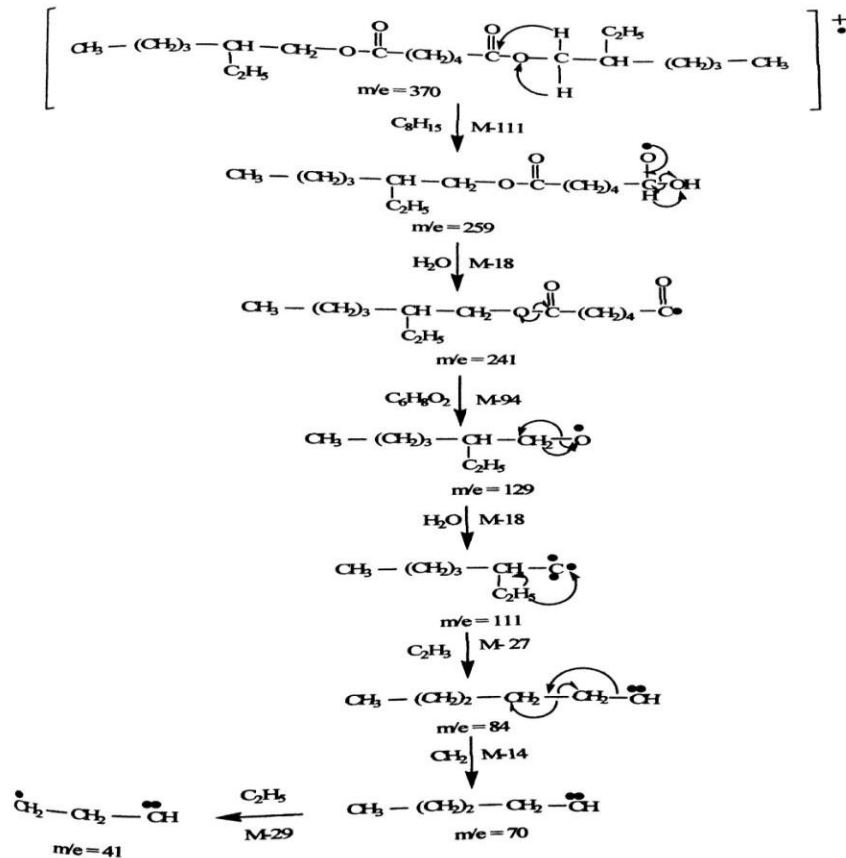 [CH₃—(CH₂)₃—CH—CH₂—O—C—(CH₂)₄—C—O—C—CH—(CH₂)₃—CH₃]+•
O O H C₂H₅
C₂H₅ H
m/e = 370
C₈H₁₅ M-111
O O
CH₃—(CH₂)₃—CH—CH₂—O—C—(CH₂)₄—C—OH
C₂H₅ H
m/e = 259
H₂O M-18
O O
CH₃—(CH₂)₃—CH—CH₂—O—C—(CH₂)₄—C•
C₂H₅
m/e = 241
C₆H₈O₂ M-94
CH₃—(CH₂)₃—CH—CH₂—O
C₂H₅
m/e = 129
H₂O M-18
CH₃—(CH₂)₃—CH—C•
C₂H₅
m/e = 111
C₂H₃ M-27
CH₃—(CH₂)₂—CH₂—CH₂—CH
m/e = 84
CH₂ M-14
CH₂—CH₂—CH C₂H₅ M-29 CH₃—(CH₂)₂—CH₂—CH
m/e = 41 m/e = 70